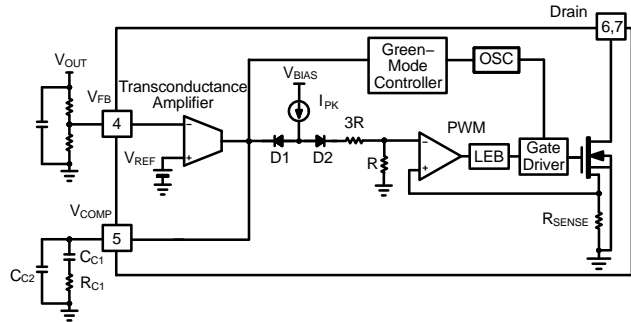 Drain
6,7
VOUT
VFB
4
Transconductance
Amplifier
VREF
VBIAS
IPK
Green–
Mode
Controller
OSC
D1
D2
3R
R
PWM
LEB
Gate
Driver
RSENSE
VCOMP
5
CC1
RC1
CC2
−
+
−
+